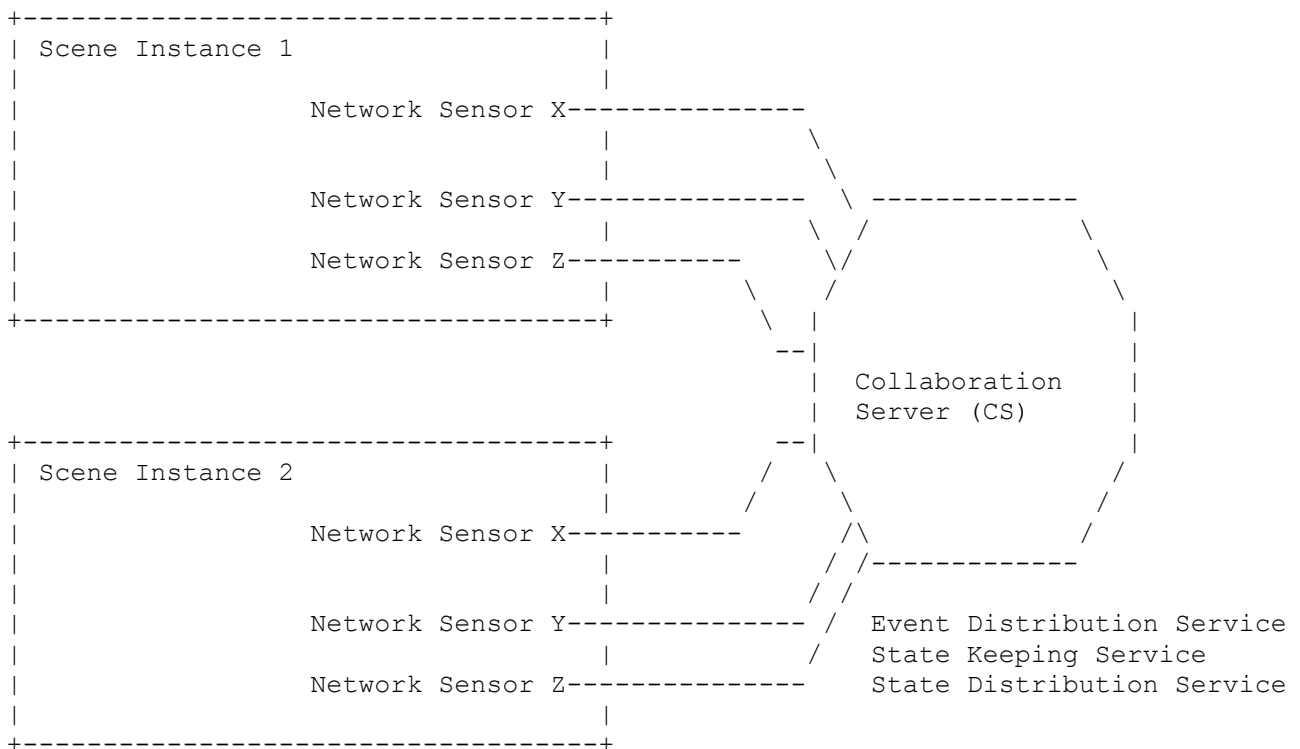 Scene Instance 1
Network Sensor X
Network Sensor Y
Network Sensor Z
Collaboration
Server (CS)
Scene Instance 2
Network Sensor X
Network Sensor Y
Event Distribution Service
State Keeping Service
Network Sensor Z
State Distribution Service